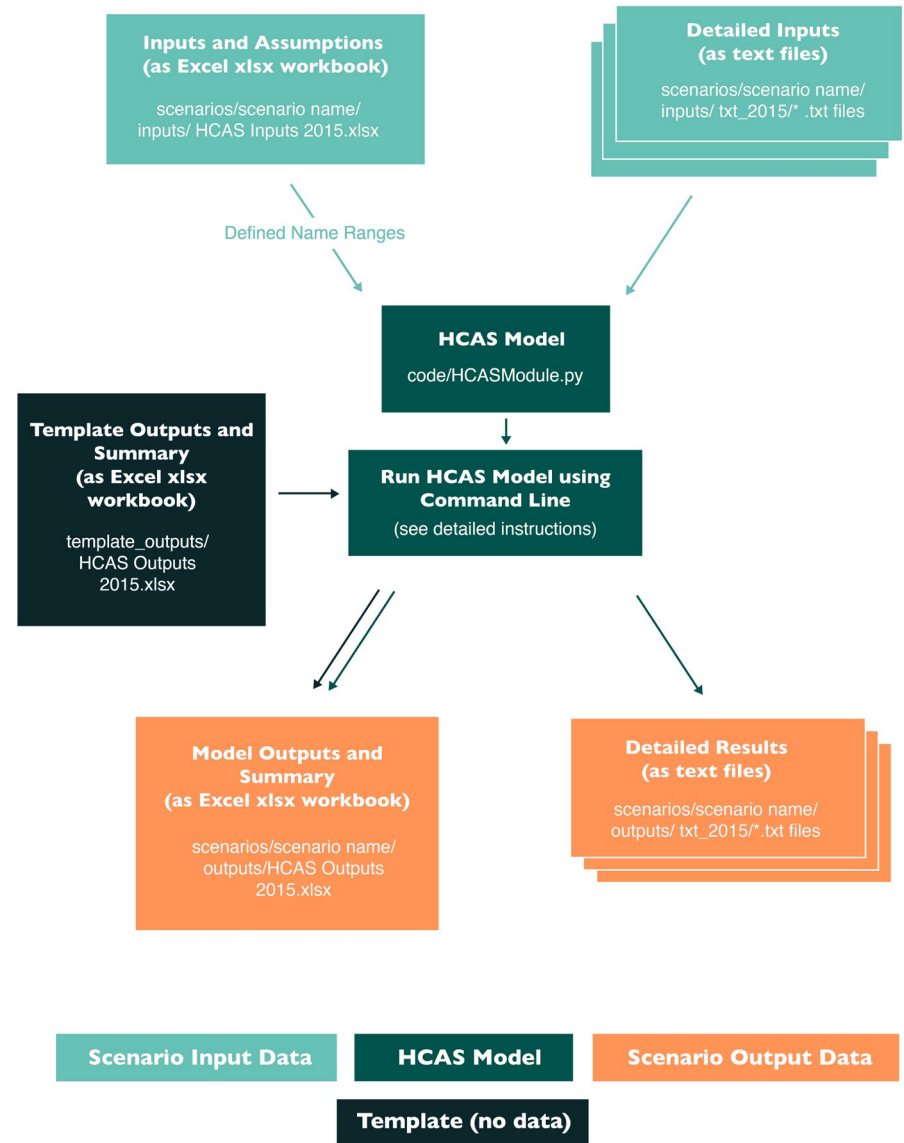 Inputs and Assumptions
(as Excel xlsx workbook)
scenarios/scenario name/
inputs/ HCAS Inputs 2015.xlsx
Detailed Inputs
(as text files)
scenarios/scenario name/
inputs/ txt_2015/* .txt files
Defined Name Ranges
HCAS Model
code/HCASModule.py
Template Outputs and
Summary
(as Excel xlsx
workbook)
template_outputs/
HCAS Outputs
2015.xlsx
Run HCAS Model using
Command Line
(see detailed instructions)
Model Outputs and
Summary
(as Excel xlsx workbook)
scenarios/scenario name/
outputs/HCAS Outputs
2015.xlsx
Detailed Results
(as text files)
scenarios/scenario name/
outputs/ txt_2015/*.txt files
Scenario Input Data
HCAS Model
Scenario Output Data
Template (no data)